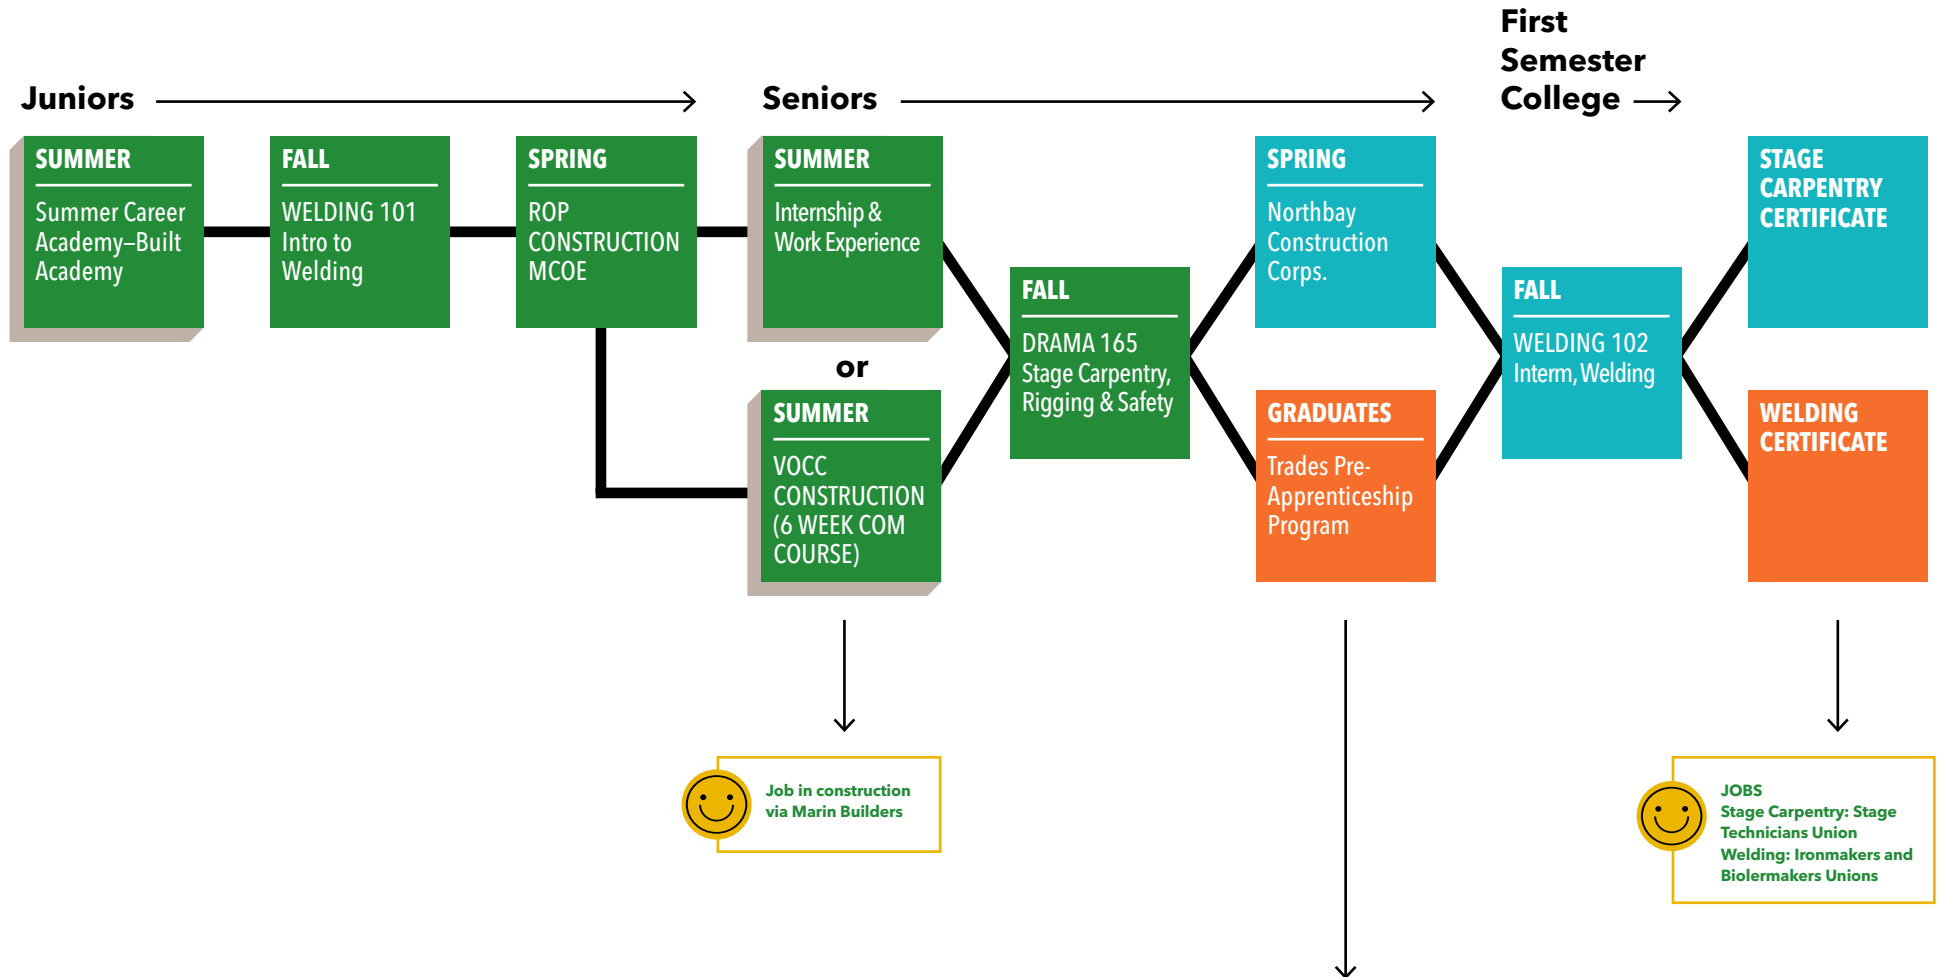 Juniors
Seniors
First
Semester
College
SUMMER
Summer Career
Academy–Built
Academy
FALL
WELDING 101
Intro to
Welding
SPRING
ROP
CONSTRUCTION
MCOE
SUMMER
Internship &
Work Experience
or
SUMMER
VOCC
CONSTRUCTION
(6 WEEK COM
COURSE)
FALL
DRAMA 165
Stage Carpentry,
Rigging & Safety
SPRING
Northbay
Construction
Corps.
GRADUATES
Trades Pre-
Apprenticeship
Program
FALL
WELDING 102
Interm, Welding
STAGE
CARPENTRY
CERTIFICATE
WELDING
CERTIFICATE
Job in construction
via Marin Builders
JOBS
Stage Carpentry: Stage
Technicians Union
Welding: Ironmakers and
Biolermakers Unions